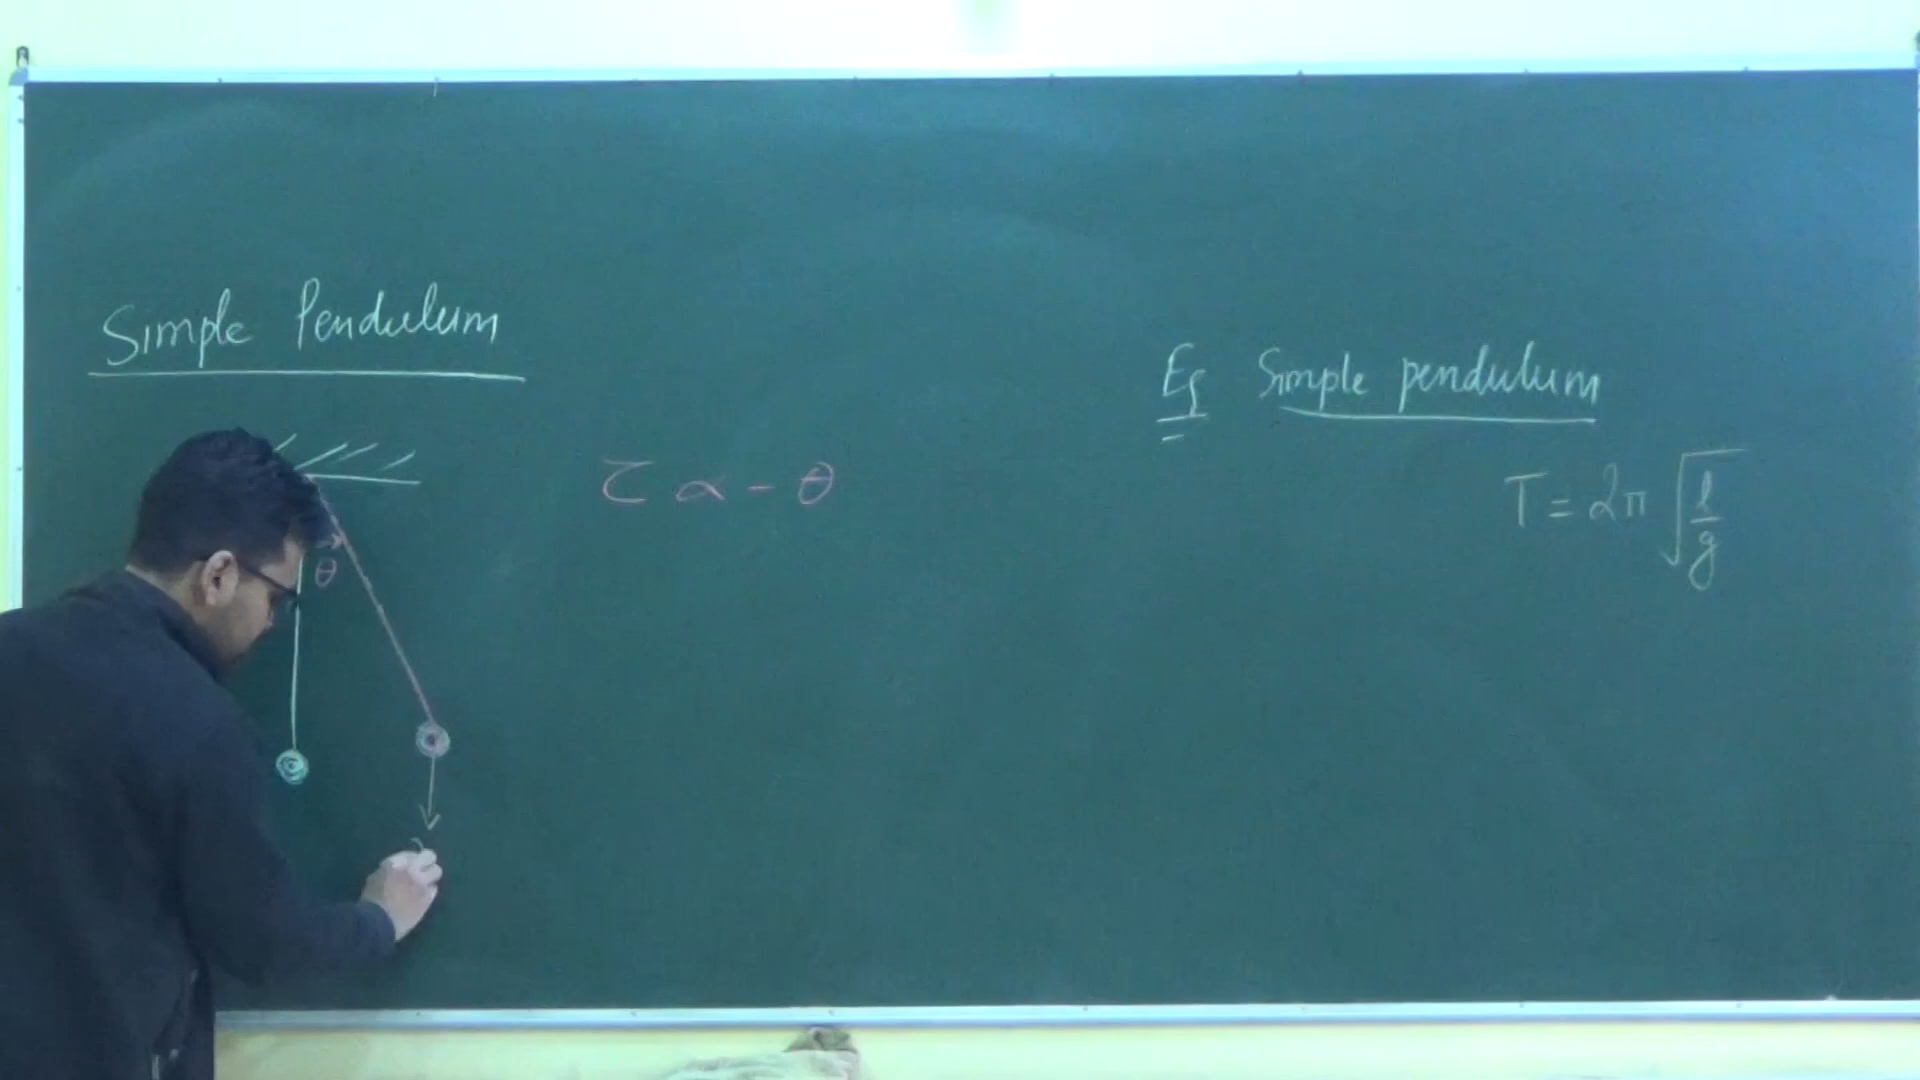 Simple Pendulum
θ
τ α - θ
Eg Simple pendulum
T = 2π √(l/g)